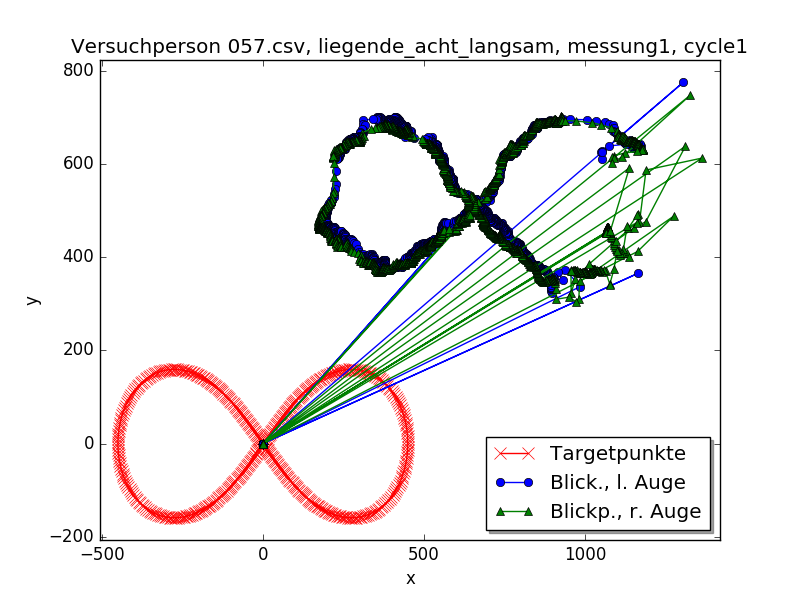 Versuchperson 057.csv, liegende_acht_langsam, messung1, cycle1
800
600
400
200
0
−200
y
−500
0
500
1000
x
Targetpunkte
Blick., l. Auge
Blickp., r. Auge